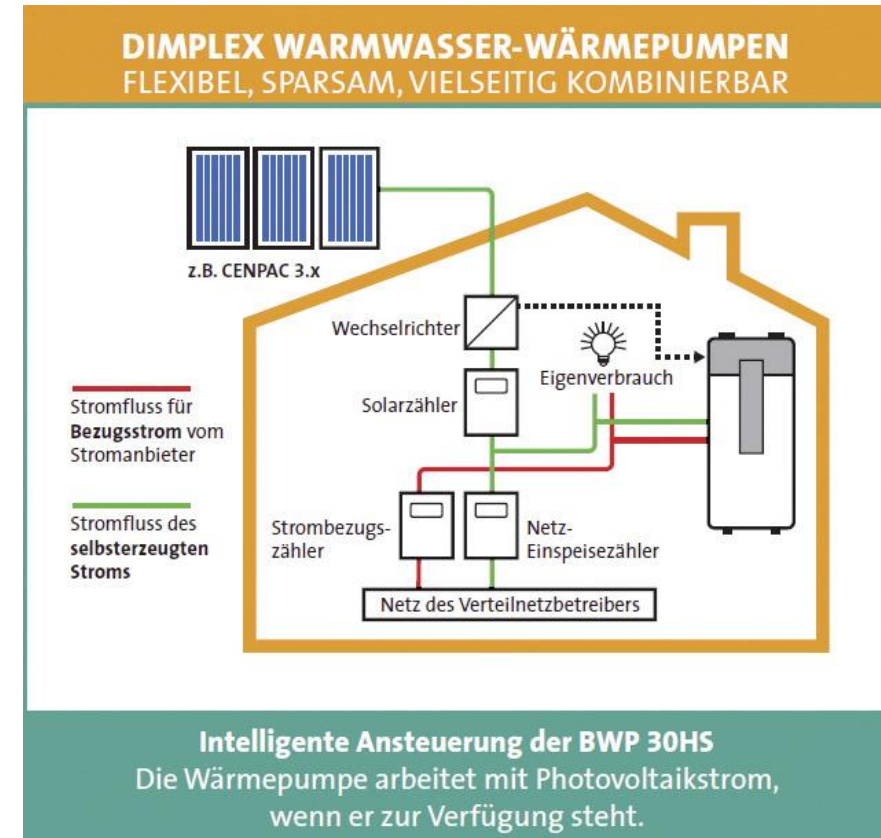 DIMPLEX WARMWASSER-WÄRMEPUMPEN
FLEXIBEL, SPARSAM, VIELSEITIG KOMBINIERBAR
z.B. CENPAC 3.x
Wechselrichter
Eigenverbrauch
Solarzähler
Stromfluss für
Bezugsstrom vom
Stromanbieter
Stromfluss des
selbsterzeugten
Stroms
Strombezugs-
zähler
Netz-
Einspeisezähler
Netz des Verteilnetzbetreibers
Intelligente Ansteuerung der BWP 30HS
Die Wärmepumpe arbeitet mit Photovoltaikstrom,
wenn er zur Verfügung steht.